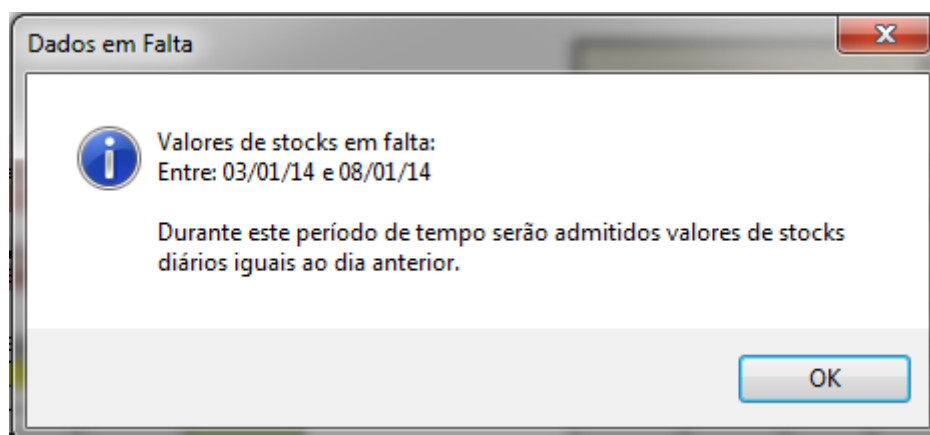 Dados em Falta
Valores de stocks em falta:
Entre: 03/01/14 e 08/01/14
Durante este período de tempo serão admitidos valores de stocks
diários iguais ao dia anterior.
OK